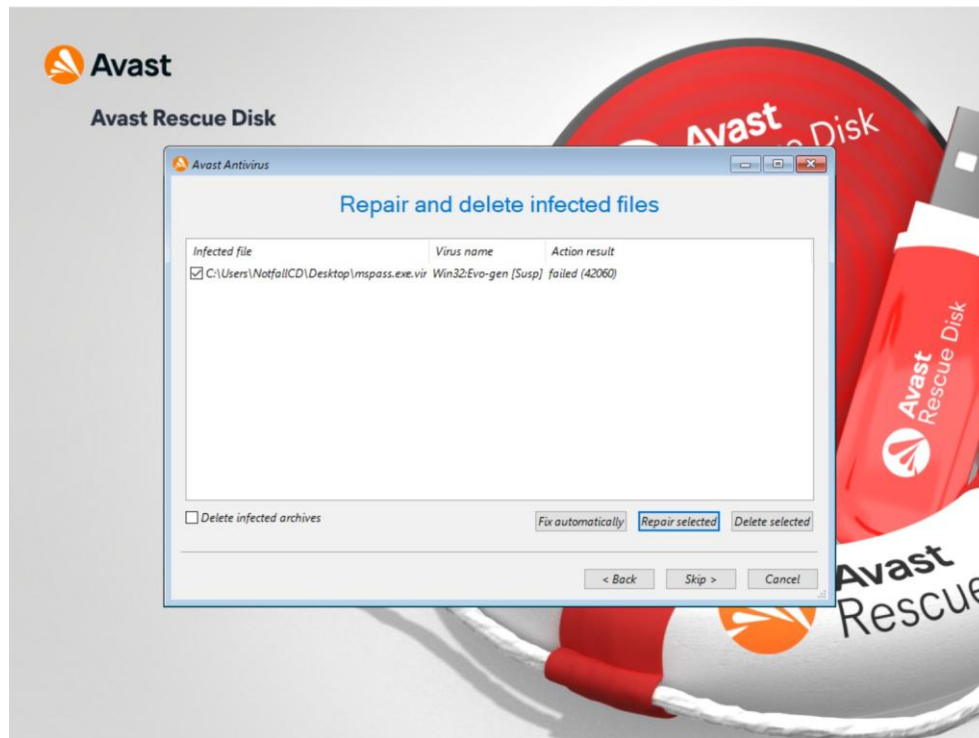 Avast
Avast Rescue Disk
Avast
Disk
Avast Antivirus
Repair and delete infected files
Infected file Virus name Action result
C:\Users\NotfallCD\Desktop\mspass.exe.vir Win32:Evo-gen [Susp] failed (42060)
Avast
Rescue Disk
Delete infected archives
Fix automatically Repair selected Delete selected
< Back Skip > Cancel
Avast
Rescue